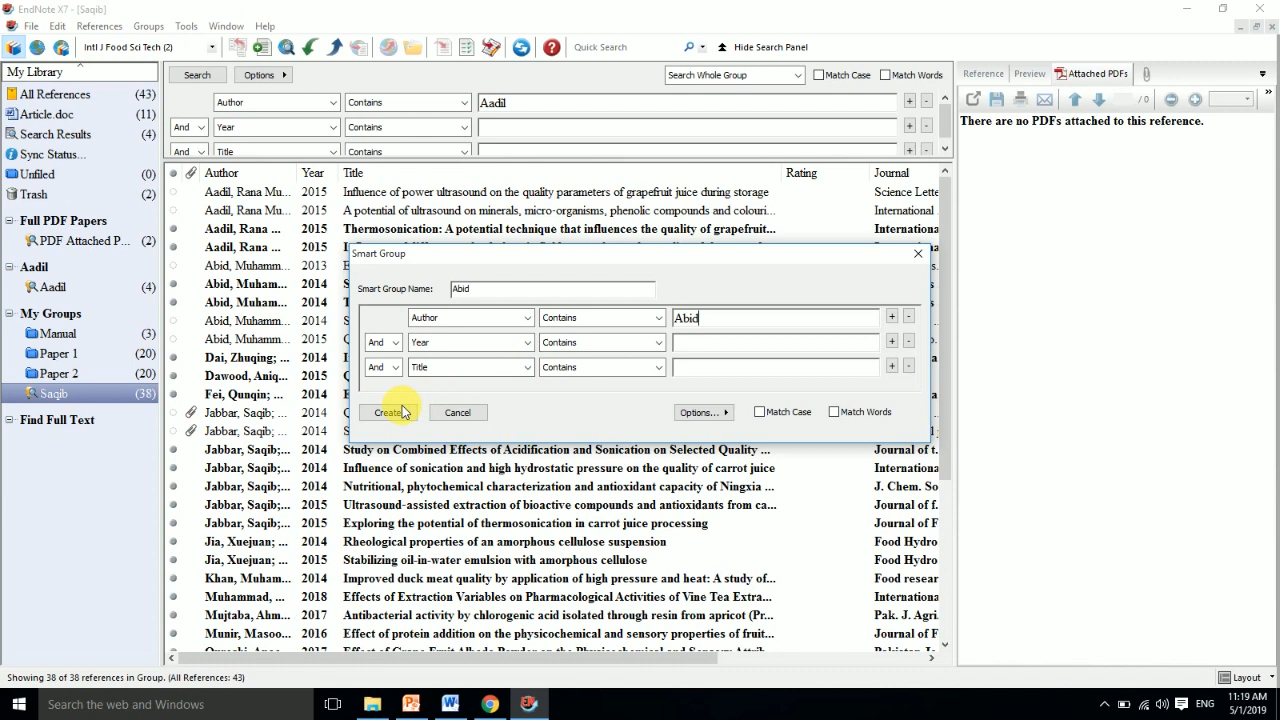 EndNote X7 - [Saqib]
File Edit References Groups Tools Window Help
Intl J Food Sci Tech (2) Quick Search Hide Search Panel
My Library
All References (43)
Article.doc (11)
Search Results (4)
Sync Status...
Unfiled (0)
Trash (2)
Full PDF Papers
PDF Attached P... (2)
Aadil
Aadil (4)
My Groups
Manual (3)
Paper 1 (20)
Paper 2 (20)
Saqib (38)
Find Full Text
Search Options Search Whole Group Match Case Match Words
Author Contains Aadil + -
And Year Contains + -
And Title Contains + -
Author Year Title Rating Journal
Aadil, Rana Mu... 2015 Influence of power ultrasound on the quality parameters of grapefruit juice during storage Science Lette
Aadil, Rana Mu... 2015 A potential of ultrasound on minerals, micro-organisms, phenolic compounds and colouri... International
Aadil, Rana ... 2015 Thermosonication: A potential technique that influences the quality of grapefruit... International
Aadil, Rana ... 2015
Abid, Muhamm... 2013
Abid, Muham... 2014
Abid, Muham... 2014
Abid, Muhamm... 2014
Abid, Muhamm... 2015
Dai, Zhuqing; ... 2014
Dawood, Aniq... 2015
Fei, Qunqin; ... 2014
Jabbar, Saqib; ... 2014
Jabbar, Saqib; ... 2014
Jabbar, Saqib;... 2014 Study on Combined Effects of Acidification and Sonication on Selected Quality ... Journal of t.
Jabbar, Saqib;... 2014 Influence of sonication and high hydrostatic pressure on the quality of carrot juice Internationa
Jabbar, Saqib;... 2014 Nutritional, phytochemical characterization and antioxidant capacity of Ningxia ... J. Chem. So
Jabbar, Saqib;... 2015 Ultrasound-assisted extraction of bioactive compounds and antioxidants from ca... Journal of f.
Jabbar, Saqib;... 2015 Exploring the potential of thermosonication in carrot juice processing Journal of F
Jia, Xuejuan; ... 2014 Rheological properties of an amorphous cellulose suspension Food Hydro
Jia, Xuejuan; ... 2015 Stabilizing oil-in-water emulsion with amorphous cellulose Food Hydro
Khan, Muham... 2014 Improved duck meat quality by application of high pressure and heat: A study of... Food resear
Muhammad, ... 2018 Effects of Extraction Variables on Pharmacological Activities of Vine Tea Extra... Internationa
Mujtaba, Ahm... 2017 Antibacterial activity by chlorogenic acid isolated through resin from apricot (Pr... Pak. J. Agri.
Munir, Masoo... 2016 Effect of protein addition on the physicochemical and sensory properties of fruit... Journal of F
Smart Group
Smart Group Name: Abid
Author Contains Abid + -
And Year Contains + -
And Title Contains + -
Create Cancel Options... Match Case Match Words
Reference Preview Attached PDFs
/0
There are no PDFs attached to this reference.
Showing 38 of 38 references in Group. (All References: 43) Layout
Search the web and Windows
ENG 11:19 AM
5/1/2019